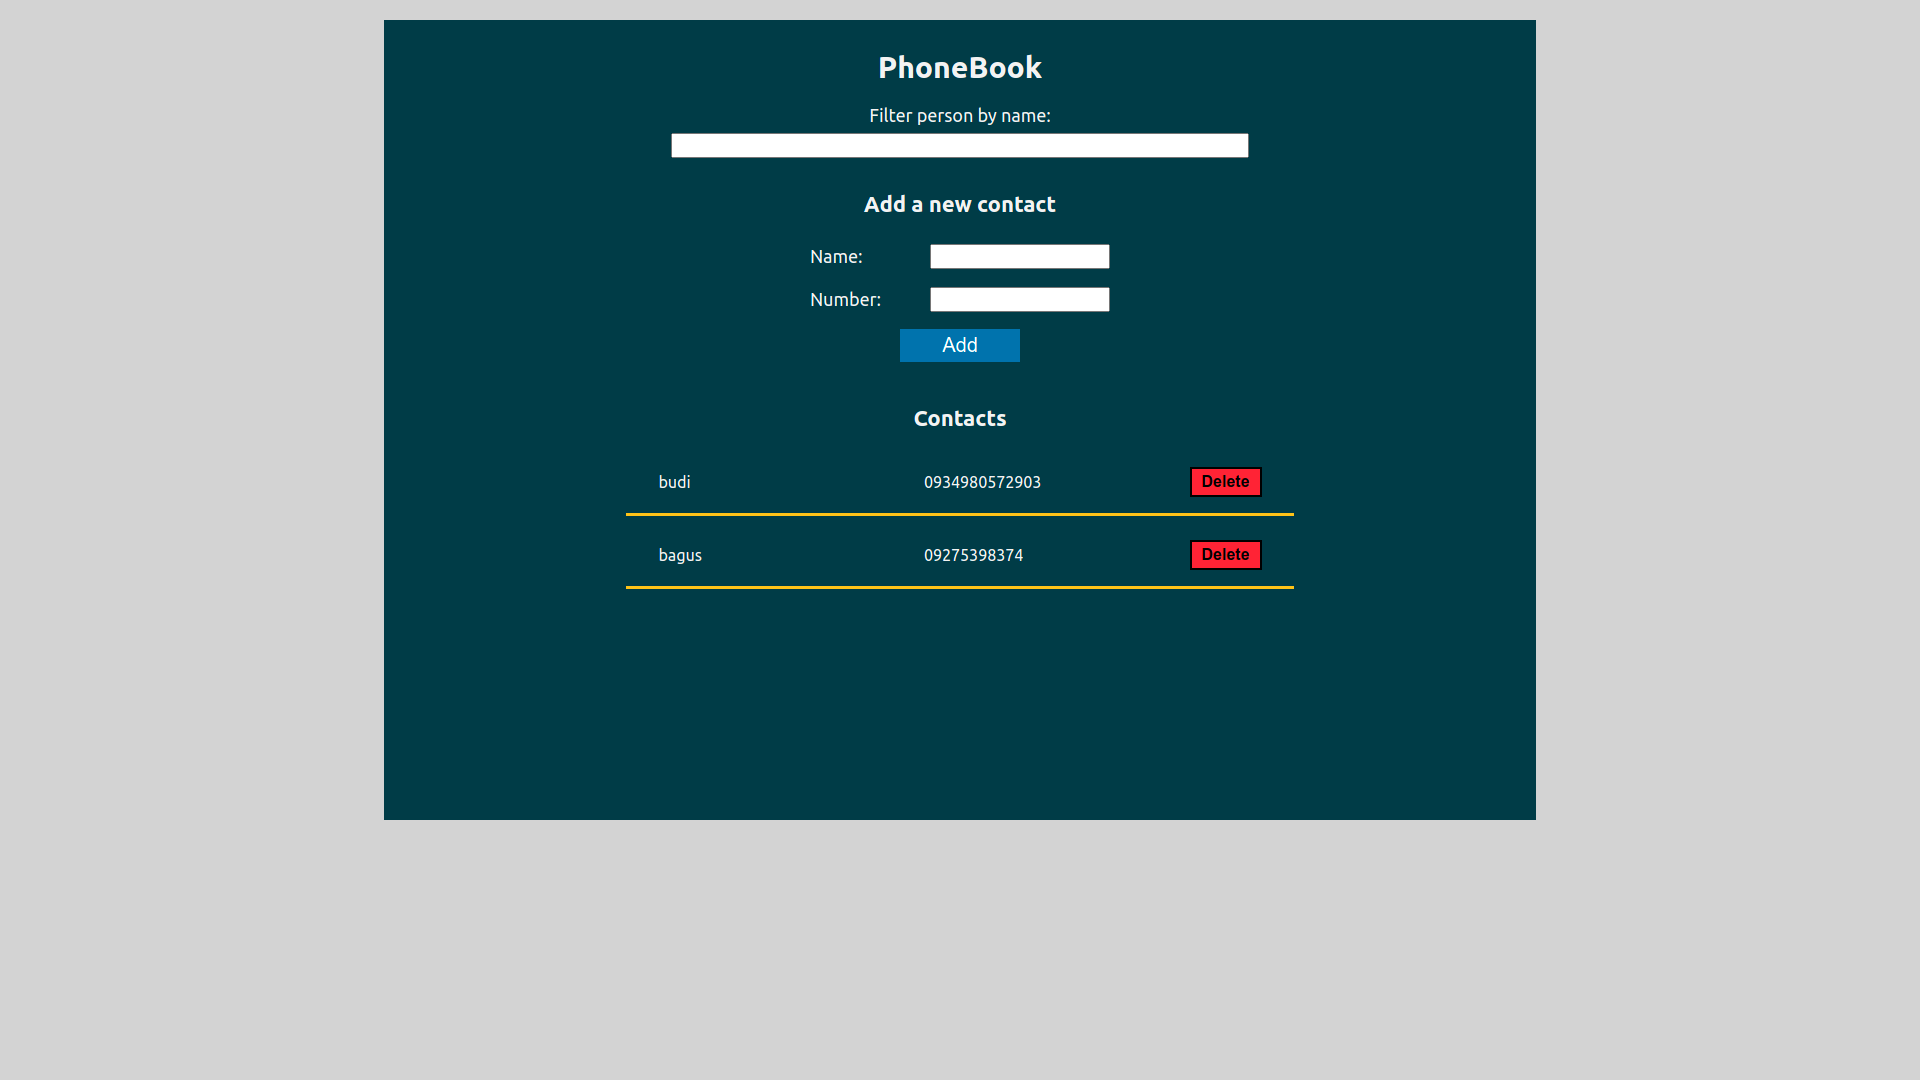 PhoneBook
Filter person by name:
Add a new contact
Name:
Number:
Add
Contacts
budi 0934980572903 Delete
bagus 09275398374 Delete